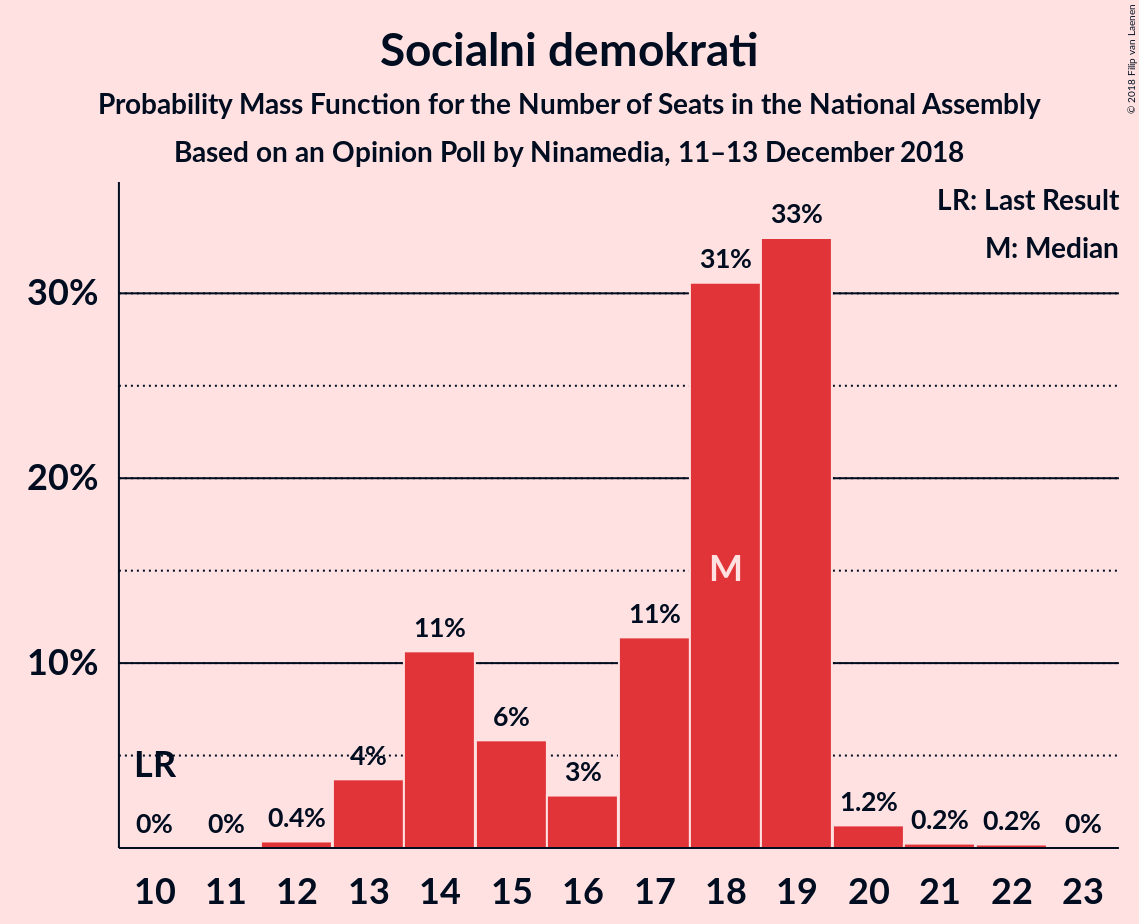 Socialni demokrati
Probability Mass Function for the Number of Seats in the National Assembly
Based on an Opinion Poll by Ninamedia, 11–13 December 2018
© 2018 Filip van Laenen
LR: Last Result
M: Median
33%
31%
30%
20%
M
11%
11%
10%
6%
LR
4%
3%
1.2%
0%
0%
0.4%
0.2%
0.2%
0%
10 11 12 13 14 15 16 17 18 19 20 21 22 23